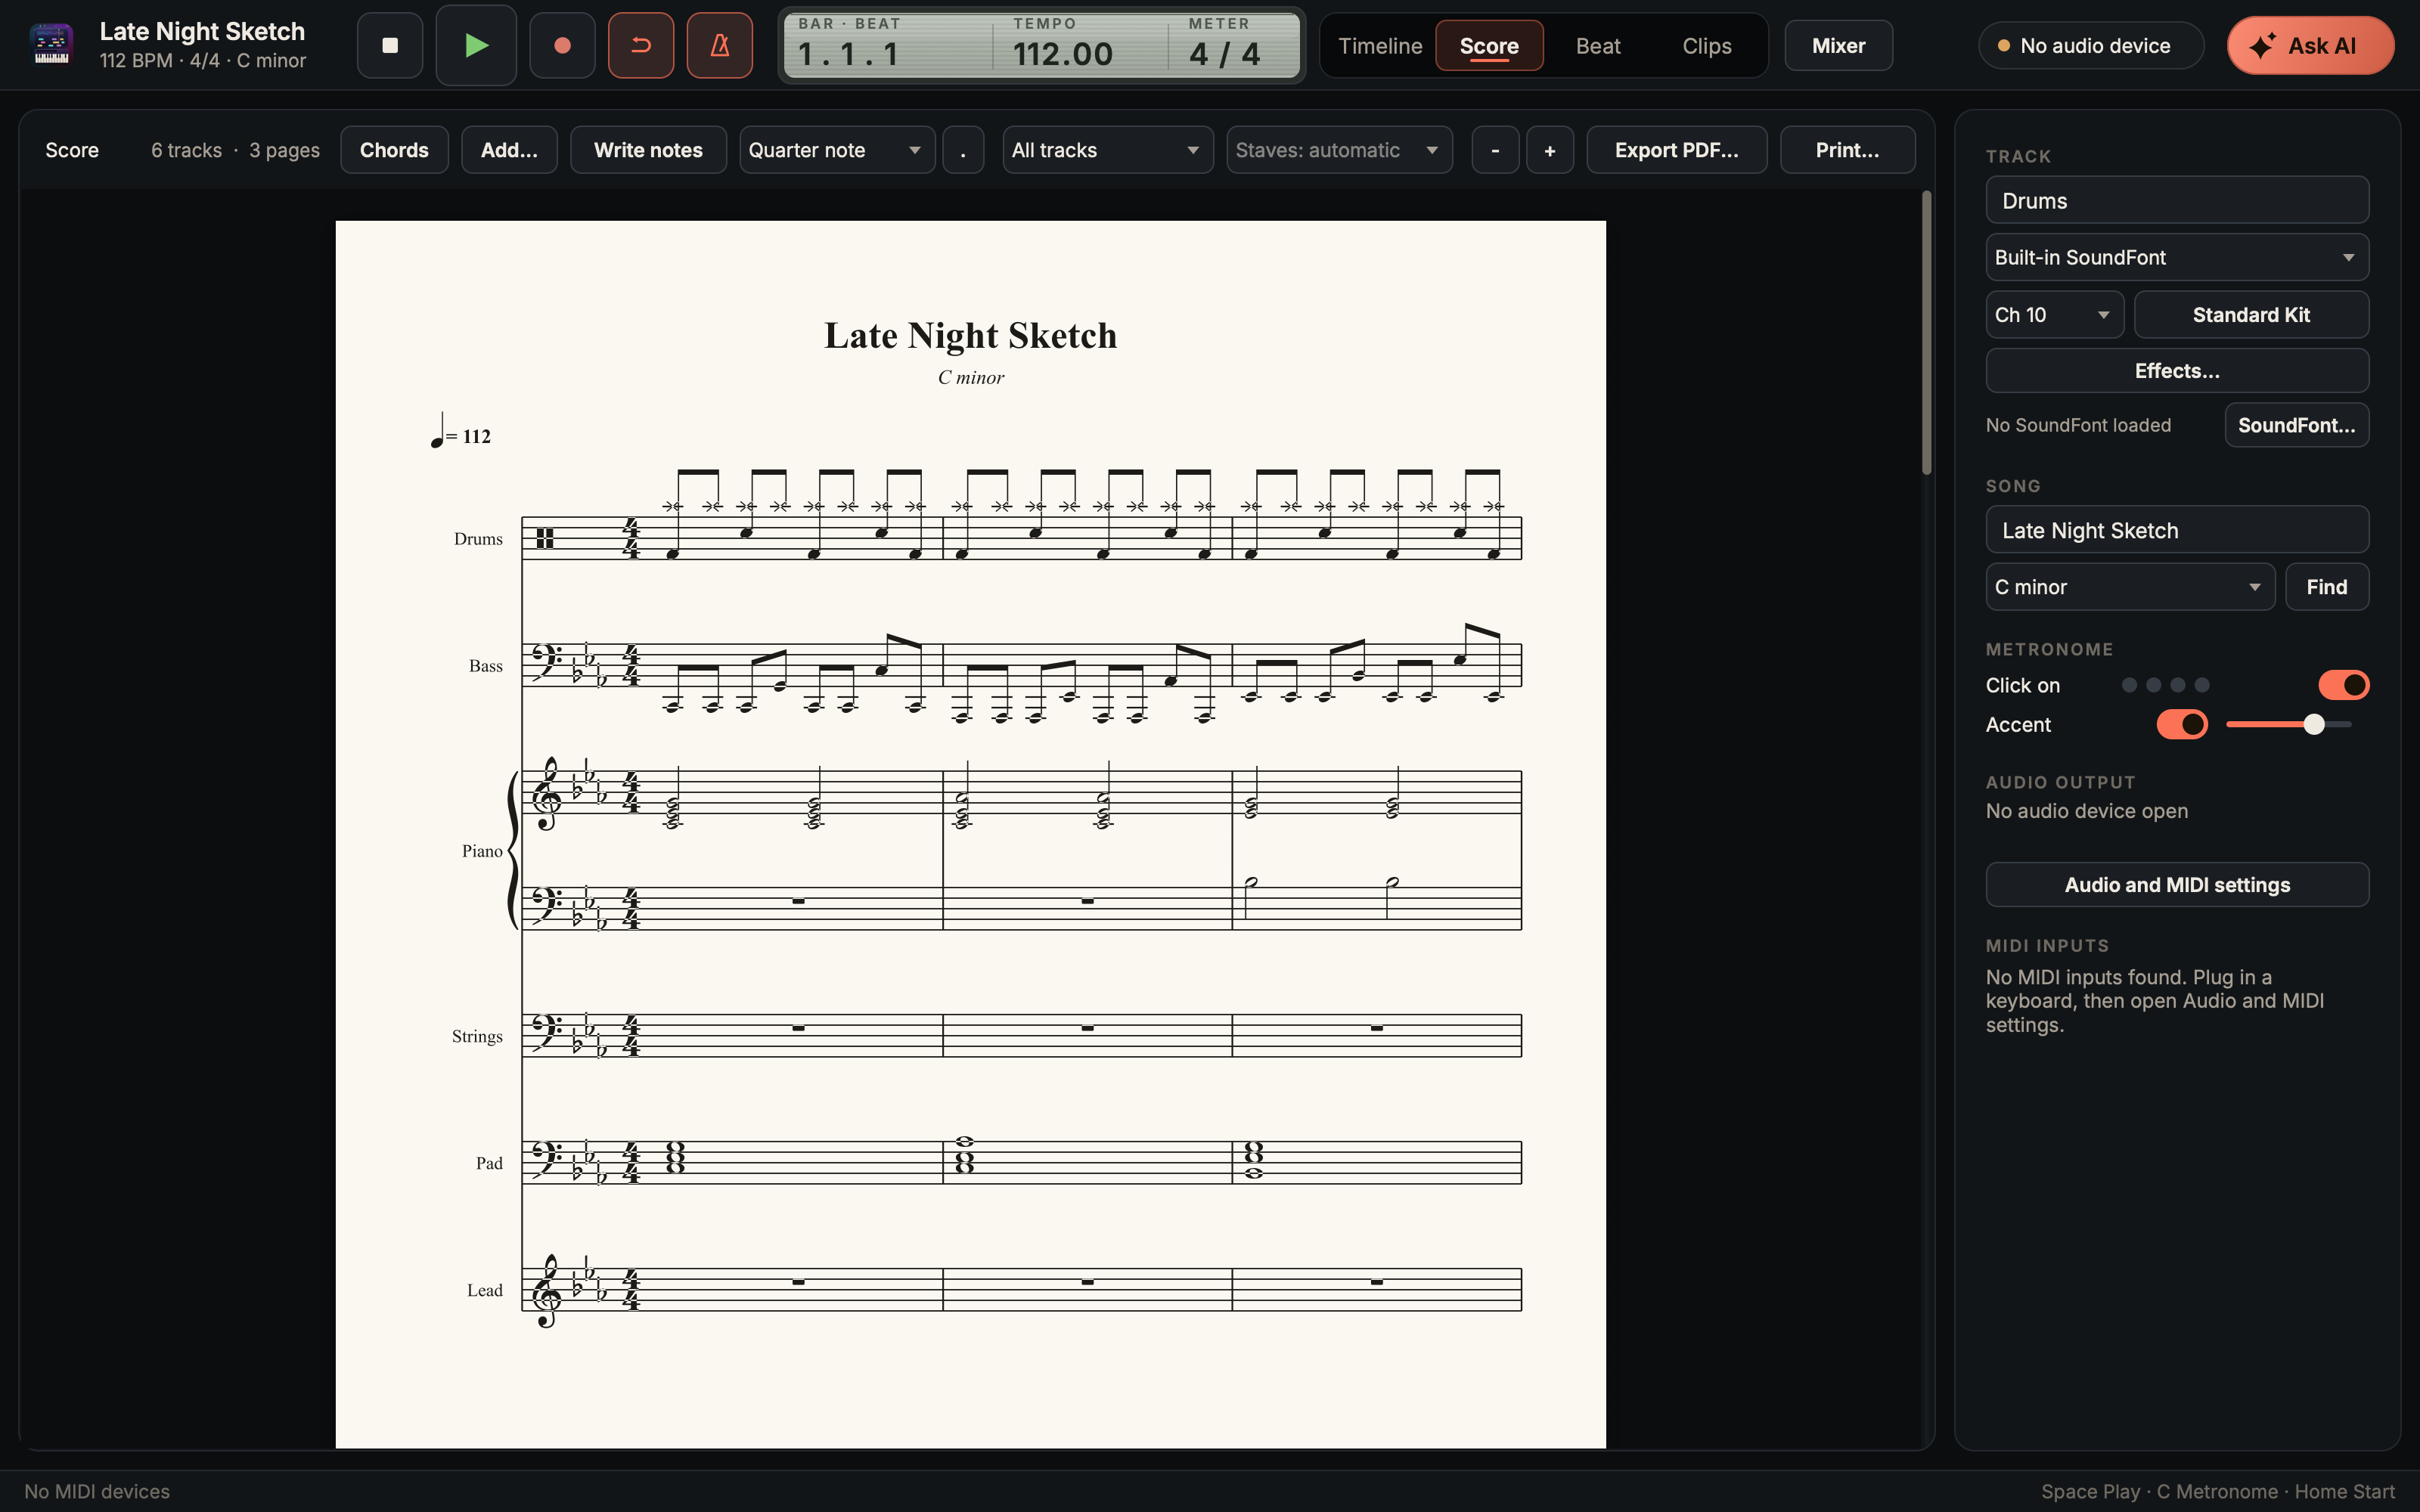 Late Night Sketch
112 BPM · 4/4 · C minor
BAR · BEAT
TEMPO
METER
1 . 1 . 1
112.00
4 / 4
Timeline
Score
Beat
Clips
Mixer
No audio device
Ask AI
Score
6 tracks · 3 pages
Chords
Add...
Write notes
Quarter note
.
All tracks
Staves: automatic
-
+
Export PDF...
Print...
Late Night Sketch
C minor
= 112
Drums
Bass
Piano
Strings
Pad
Lead
TRACK
Drums
Built-in SoundFont
Ch 10
Standard Kit
Effects...
No SoundFont loaded
SoundFont...
SONG
Late Night Sketch
C minor
Find
METRONOME
Click on
Accent
AUDIO OUTPUT
No audio device open
Audio and MIDI settings
MIDI INPUTS
No MIDI inputs found. Plug in a
keyboard, then open Audio and MIDI
settings.
No MIDI devices
Space Play · C Metronome · Home Start